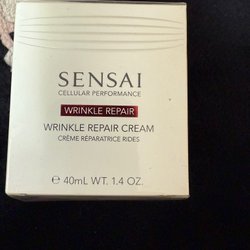 SENSAI
CELLULAR PERFORMANCE
WRINKLE REPAIR
WRINKLE REPAIR CREAM
CRÈME RÉPARATRICE RIDES
℮ 40mL WT. 1.4 OZ.